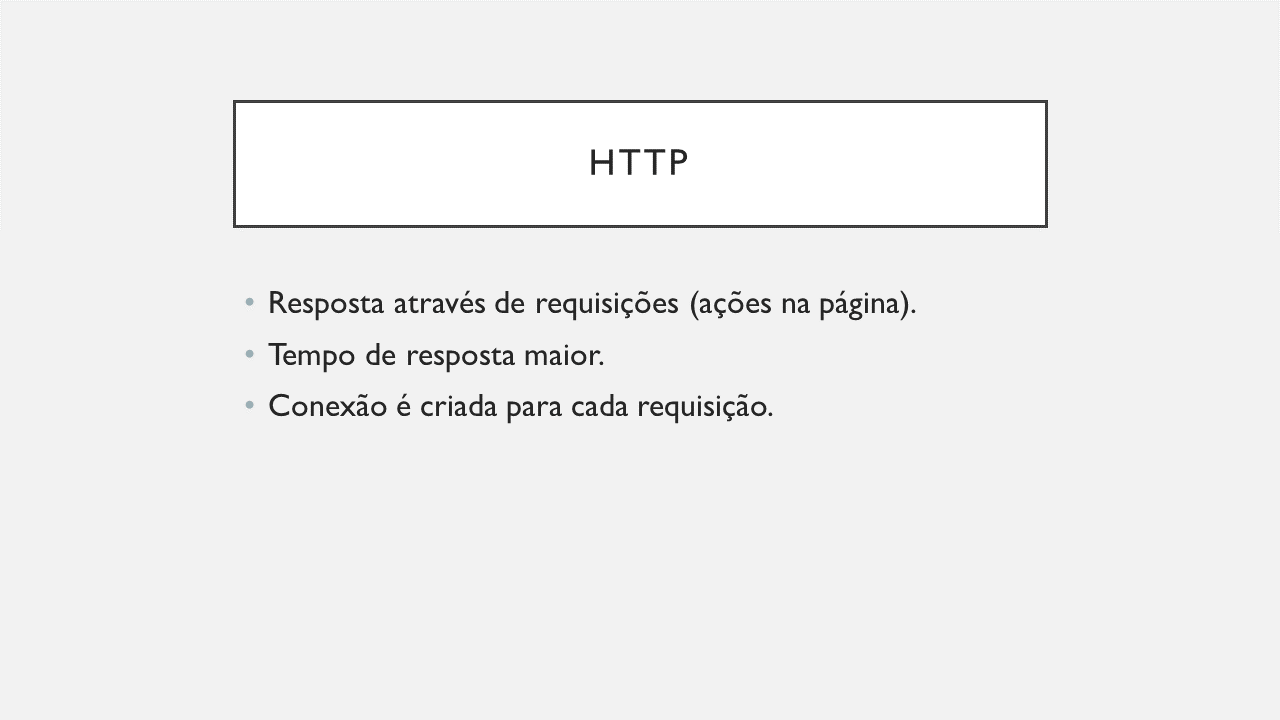 HTTP
• Resposta através de requisições (ações na página).
• Tempo de resposta maior.
• Conexão é criada para cada requisição.